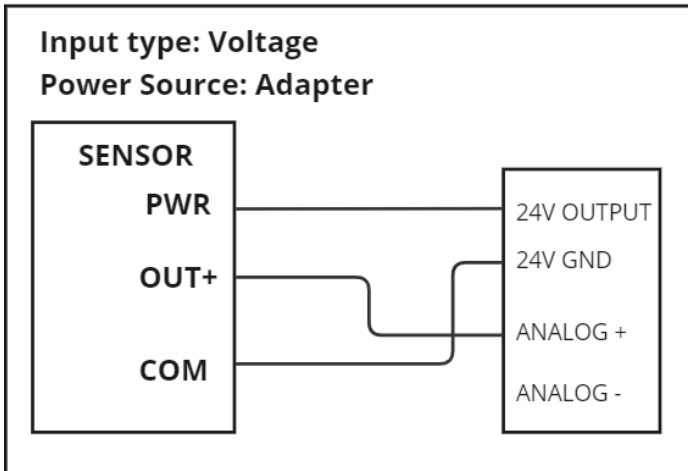 Input type: Voltage
Power Source: Adapter
SENSOR
PWR
OUT+
COM
24V OUTPUT
24V GND
ANALOG +
ANALOG -